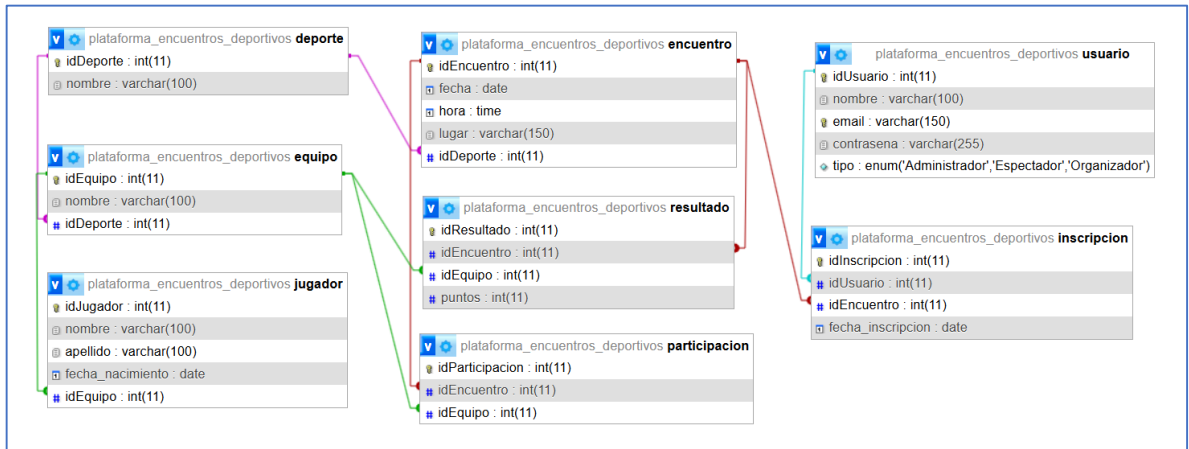 plataforma_encuentros_deportivos deporte
idDeporte : int(11)
nombre : varchar(100)
plataforma_encuentros_deportivos equipo
idEquipo : int(11)
nombre : varchar(100)
idDeporte : int(11)
plataforma_encuentros_deportivos jugador
idJugador : int(11)
nombre : varchar(100)
apellido : varchar(100)
fecha_nacimiento : date
idEquipo : int(11)
plataforma_encuentros_deportivos encuentro
idEncuentro : int(11)
fecha : date
hora : time
lugar : varchar(150)
idDeporte : int(11)
plataforma_encuentros_deportivos resultado
idResultado : int(11)
idEncuentro : int(11)
idEquipo : int(11)
puntos : int(11)
plataforma_encuentros_deportivos participacion
idParticipacion : int(11)
idEncuentro : int(11)
idEquipo : int(11)
plataforma_encuentros_deportivos usuario
idUsuario : int(11)
nombre : varchar(100)
email : varchar(150)
contrasena : varchar(255)
tipo : enum('Administrador','Espectador','Organizador')
plataforma_encuentros_deportivos inscripcion
idInscripcion : int(11)
idUsuario : int(11)
idEncuentro : int(11)
fecha_inscripcion : date